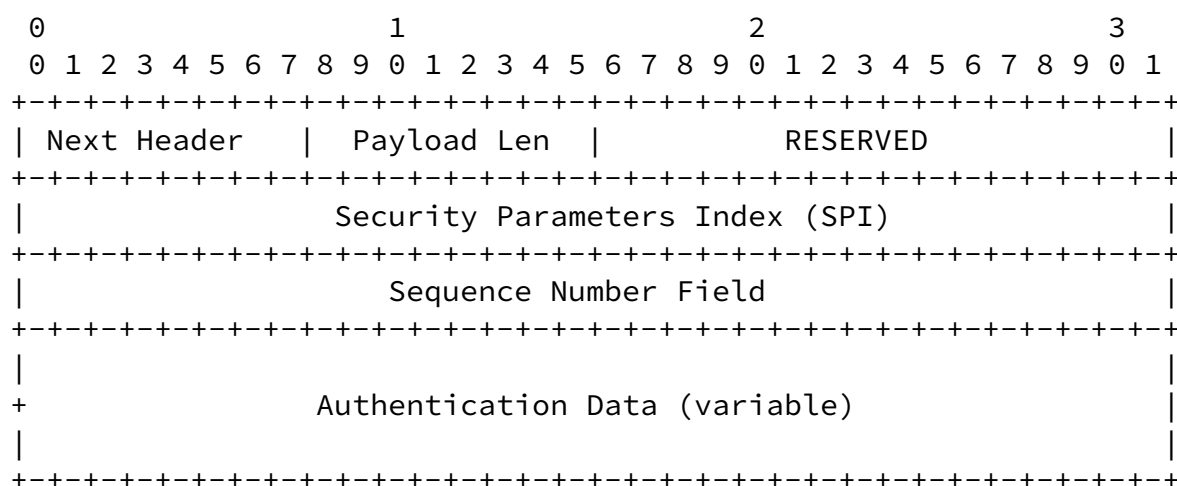 0                   1                   2                   3
 0 1 2 3 4 5 6 7 8 9 0 1 2 3 4 5 6 7 8 9 0 1 2 3 4 5 6 7 8 9 0 1
+-+-+-+-+-+-+-+-+-+-+-+-+-+-+-+-+-+-+-+-+-+-+-+-+-+-+-+-+-+-+-+-+
| Next Header   |  Payload Len  |          RESERVED             |
+-+-+-+-+-+-+-+-+-+-+-+-+-+-+-+-+-+-+-+-+-+-+-+-+-+-+-+-+-+-+-+-+
|                 Security Parameters Index (SPI)               |
+-+-+-+-+-+-+-+-+-+-+-+-+-+-+-+-+-+-+-+-+-+-+-+-+-+-+-+-+-+-+-+-+
|                    Sequence Number Field                      |
+-+-+-+-+-+-+-+-+-+-+-+-+-+-+-+-+-+-+-+-+-+-+-+-+-+-+-+-+-+-+-+-+
|                                                               |
+                Authentication Data (variable)                 |
|                                                               |
+-+-+-+-+-+-+-+-+-+-+-+-+-+-+-+-+-+-+-+-+-+-+-+-+-+-+-+-+-+-+-+-+